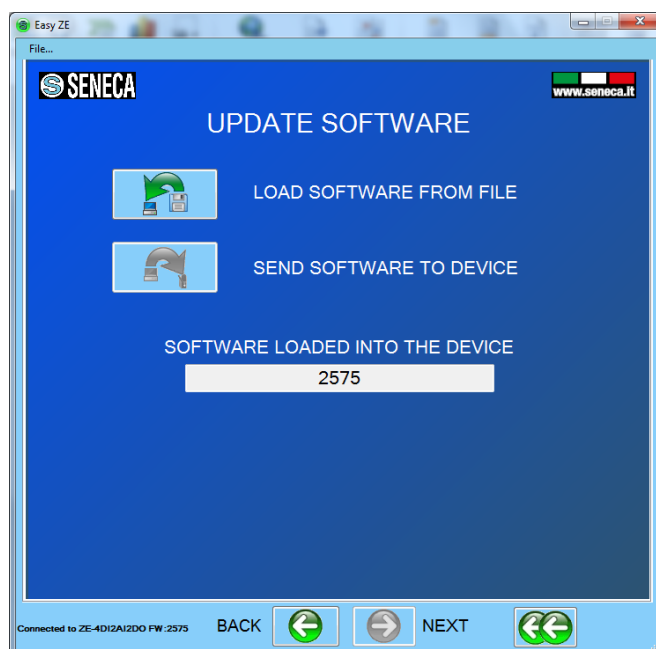 Easy ZE
File...
SENECA
www.seneca.it
UPDATE SOFTWARE
LOAD SOFTWARE FROM FILE
SEND SOFTWARE TO DEVICE
SOFTWARE LOADED INTO THE DEVICE
2575
Connected to ZE-4DI2AI2DO FW:2575
BACK
NEXT